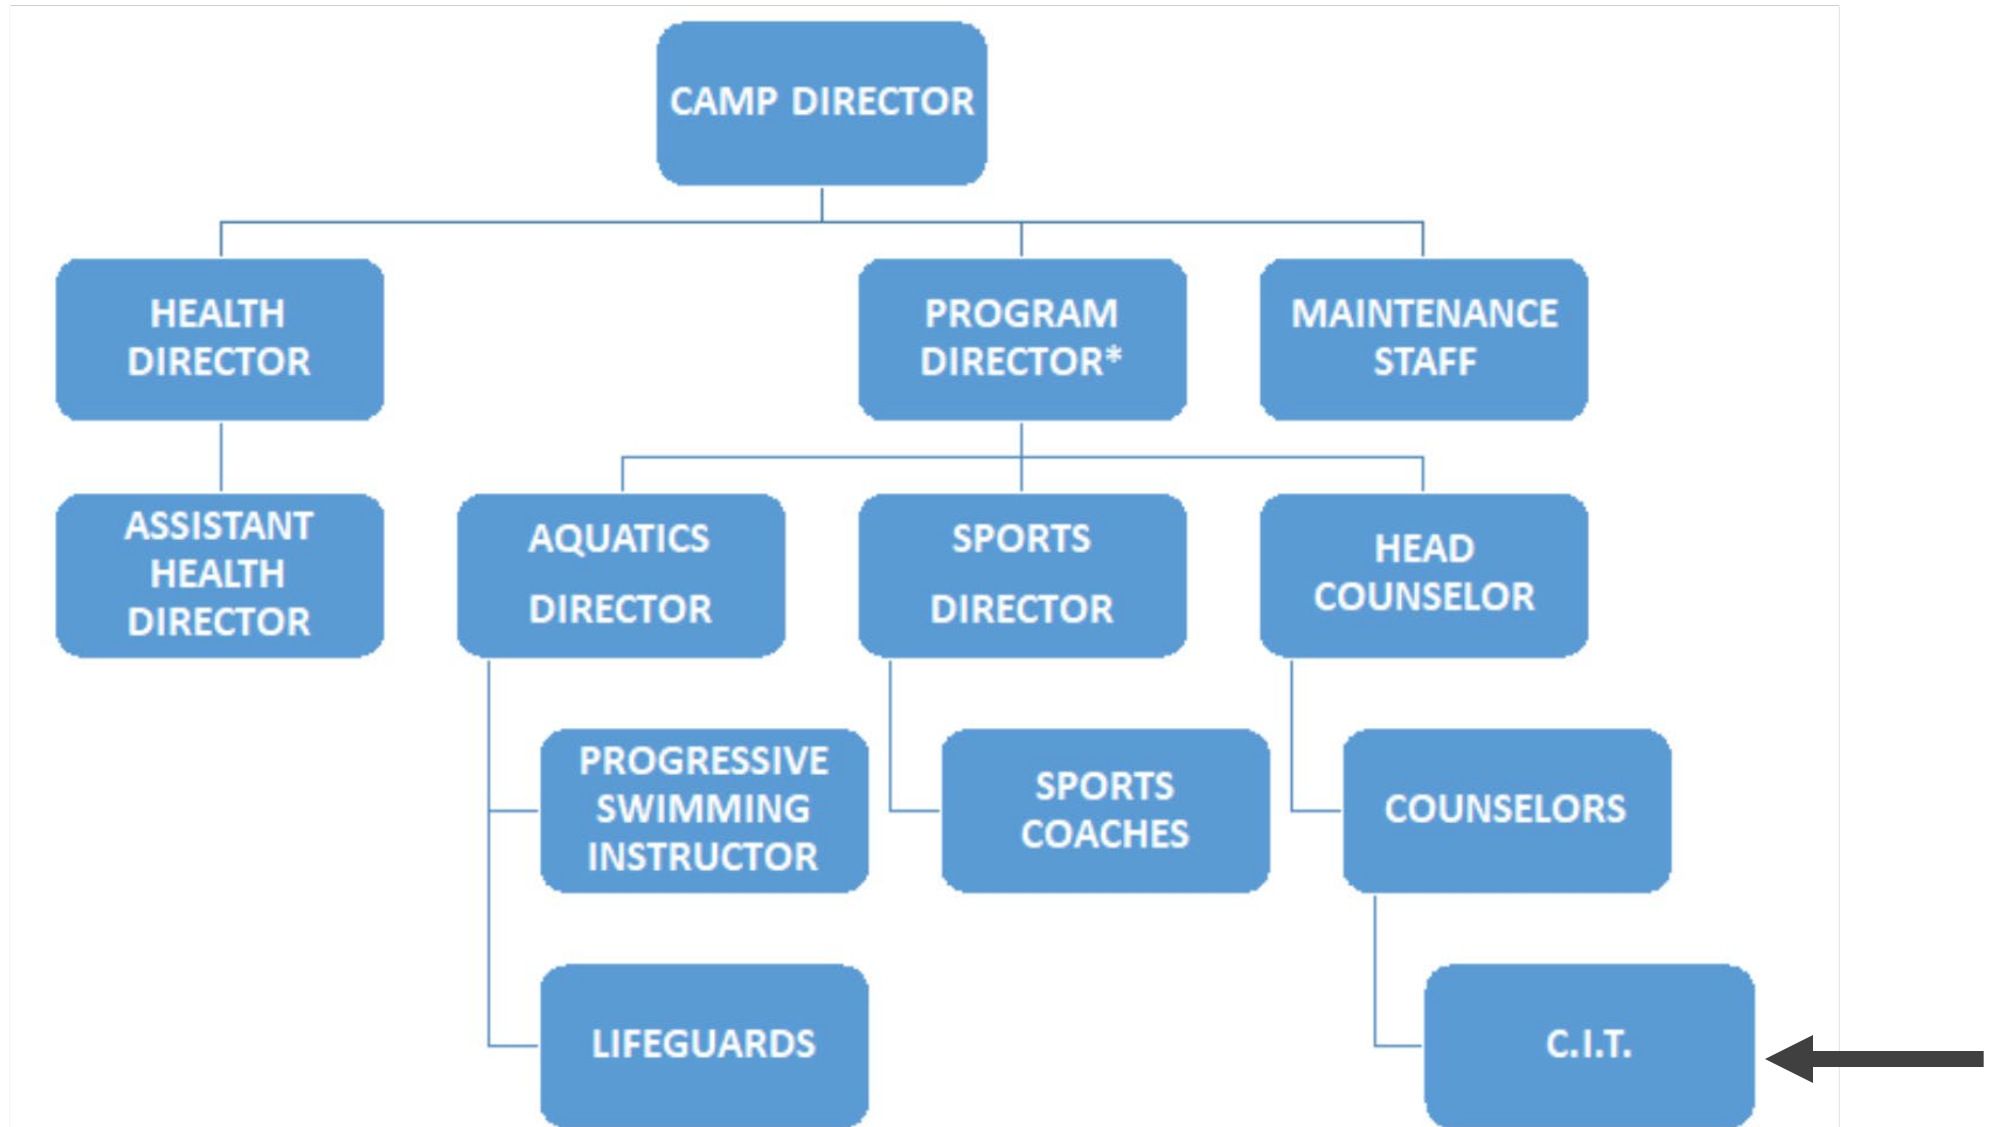 CAMP DIRECTOR
HEALTH
DIRECTOR
PROGRAM
DIRECTOR*
MAINTENANCE
STAFF
ASSISTANT
HEALTH
DIRECTOR
AQUATICS
DIRECTOR
SPORTS
DIRECTOR
HEAD
COUNSELOR
PROGRESSIVE
SWIMMING
INSTRUCTOR
SPORTS
COACHES
COUNSELORS
LIFEGUARDS
C.I.T.